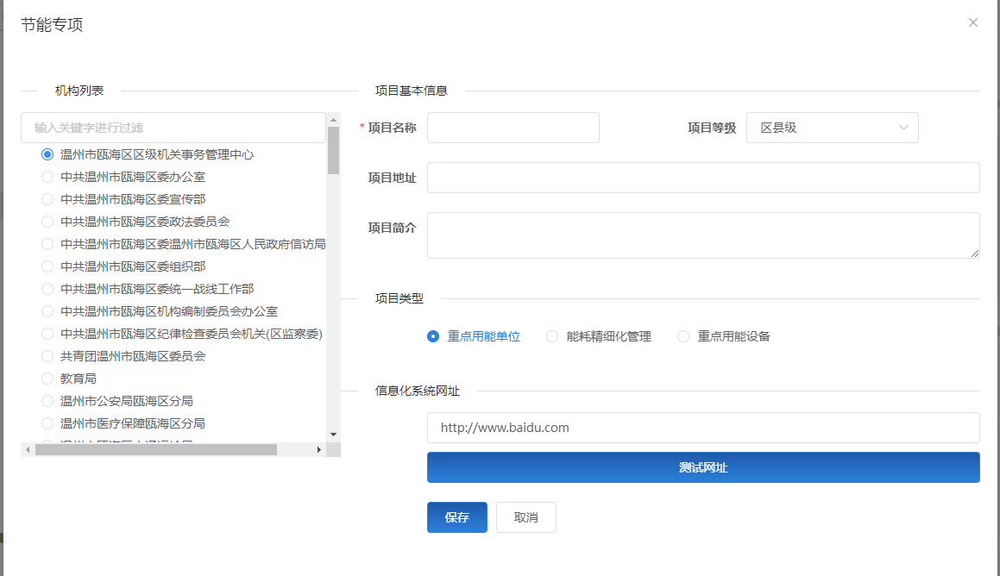 节能专项
机构列表
输入关键字进行过滤
温州市瓯海区区级机关事务管理中心
中共温州市瓯海区委办公室
中共温州市瓯海区委宣传部
中共温州市瓯海区委政法委员会
中共温州市瓯海区委温州市瓯海区人民政府信访局
中共温州市瓯海区委组织部
中共温州市瓯海区委统一战线工作部
中共温州市瓯海区机构编制委员会办公室
中共温州市瓯海区纪律检查委员会机关(区监察委)
共青团温州市瓯海区委员会
教育局
温州市公安局瓯海区分局
温州市医疗保障瓯海区分局
项目基本信息
* 项目名称
项目等级 区县级
项目地址
项目简介
项目类型
重点用能单位 能耗精细化管理 重点用能设备
信息化系统网址
http://www.baidu.com
测试网址
保存 取消